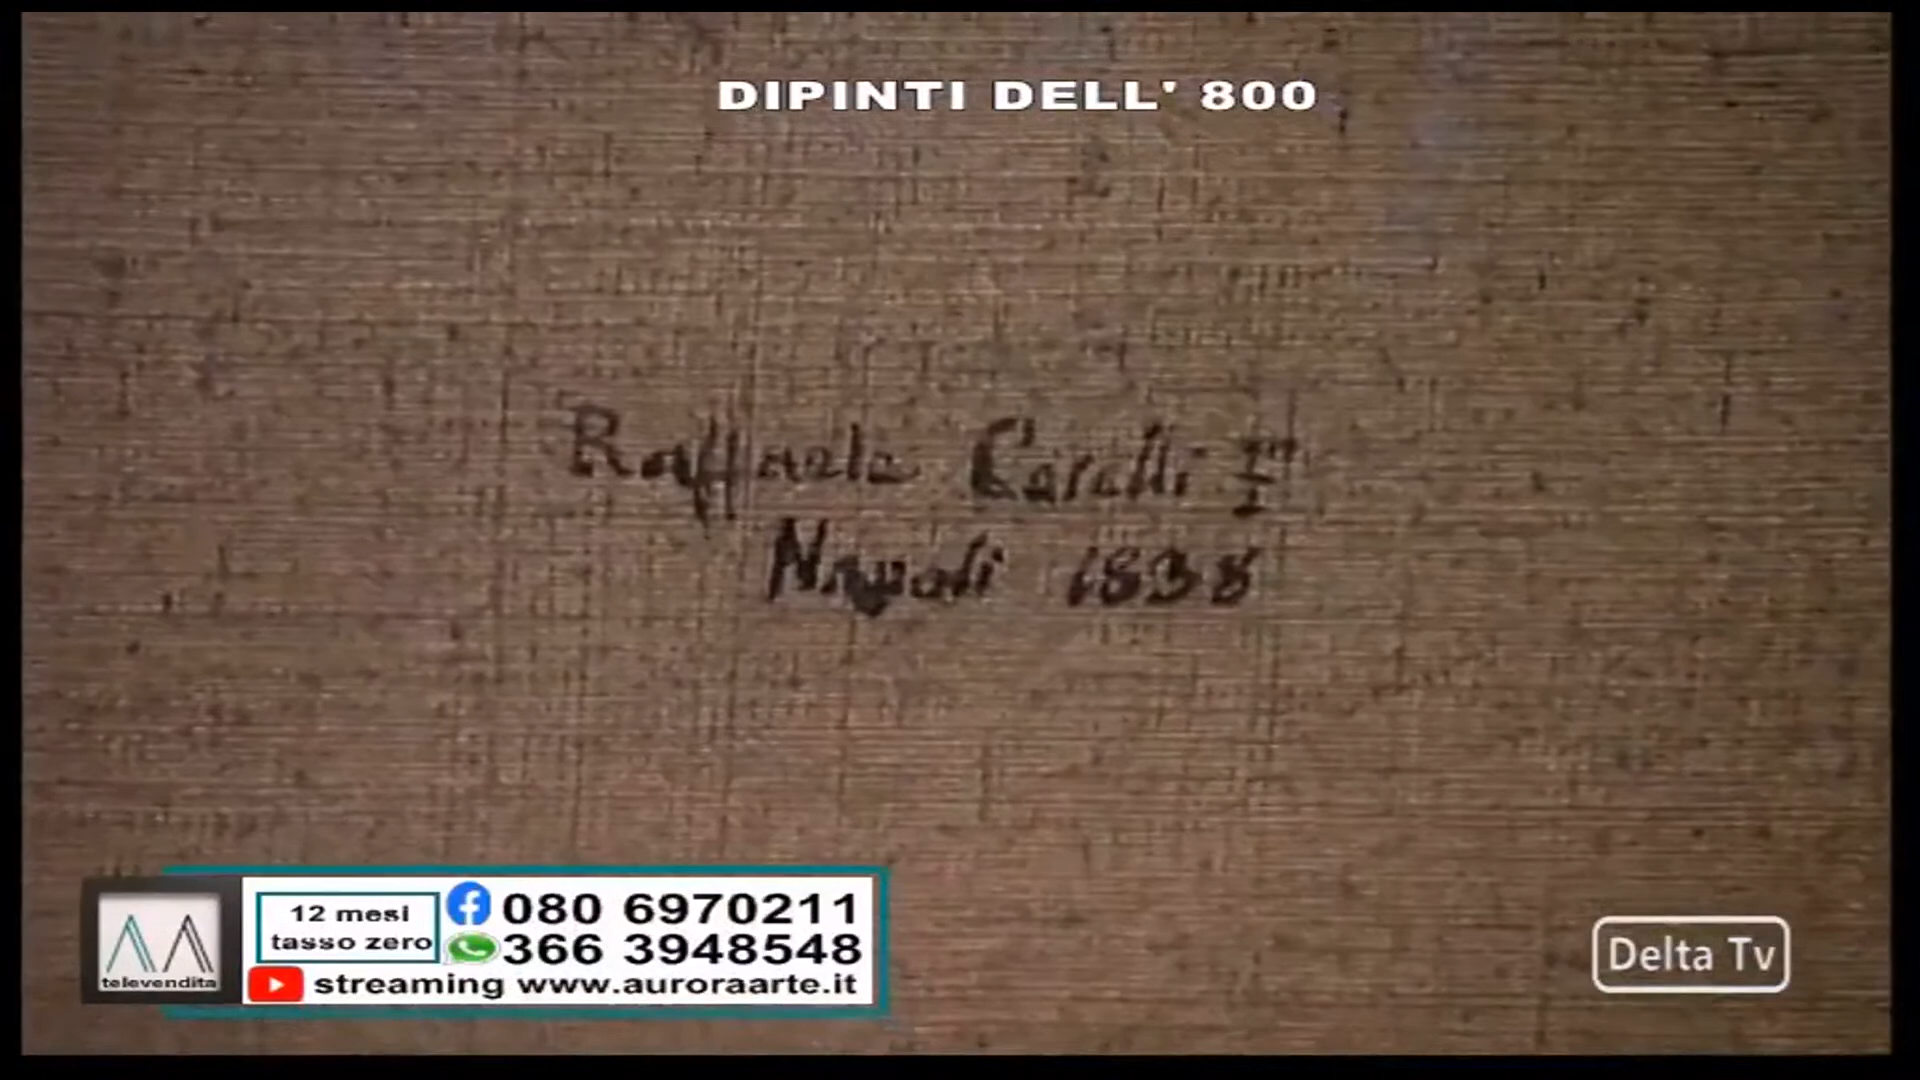 DIPINTI DELL' 800
Raffaele Carelli I°
Napoli 1838
12 mesi
tasso zero
080 6970211
366 3948548
streaming www.auroraarte.it
televendita
Delta Tv